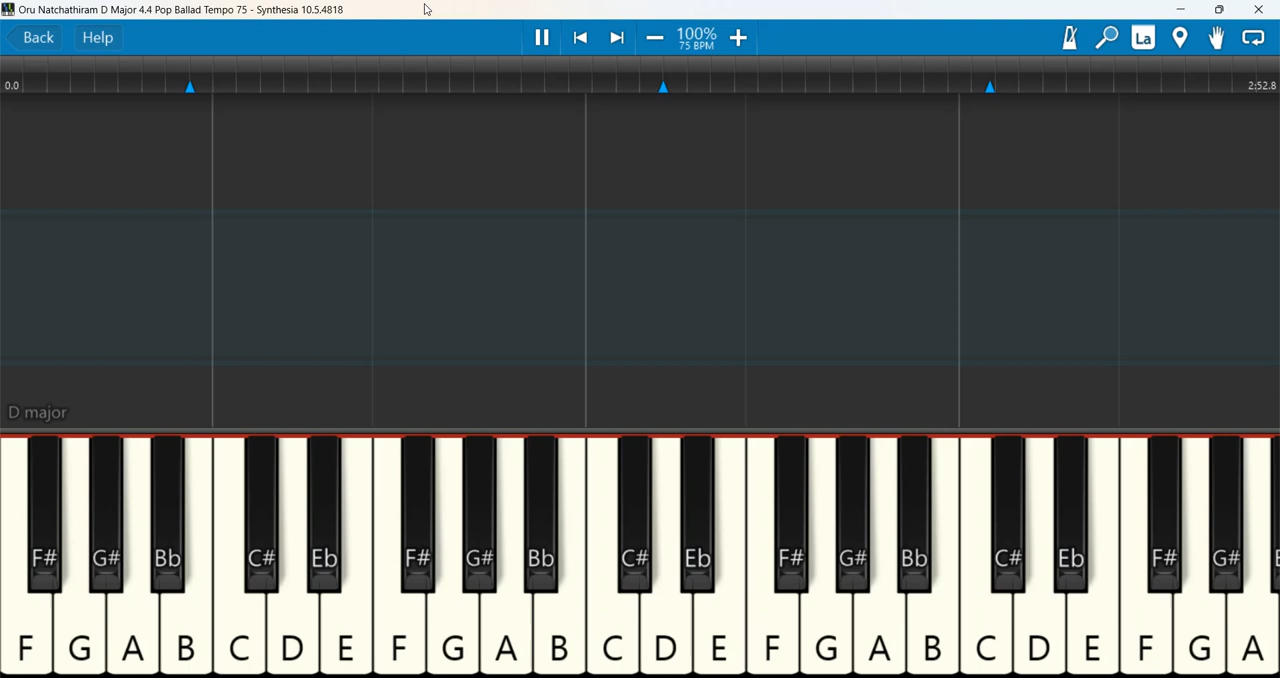 Oru Natchathiram D Major 4.4 Pop Ballad Tempo 75 - Synthesia 10.5.4818
Back Help 100% La
75 BPM
0.0 2:52.8
D major
F# G# Bb C# Eb F# G# Bb C# Eb F# G# Bb C# Eb F# G#
F G A B C D E F G A B C D E F G A B C D E F G A